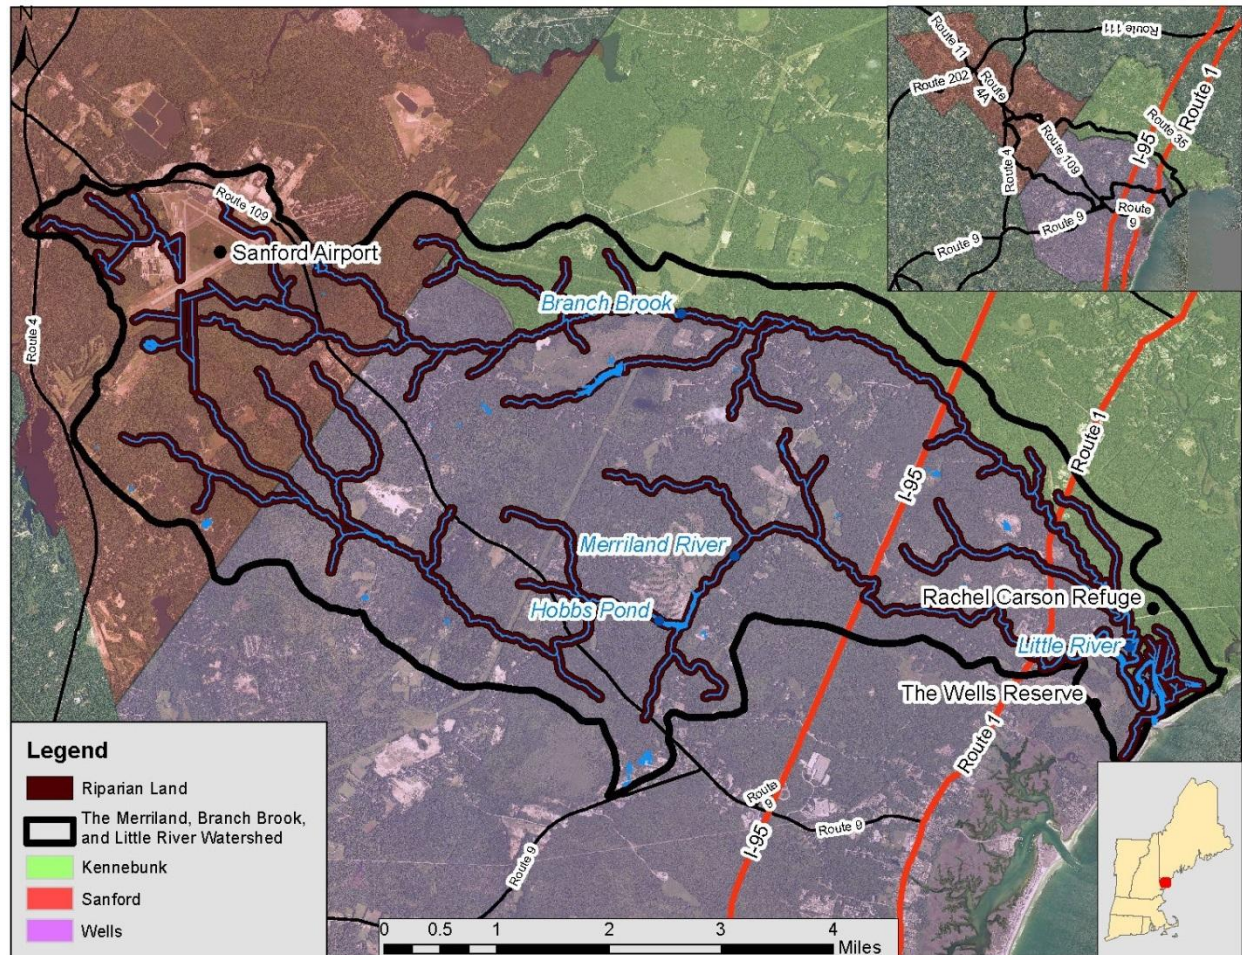 N
Route 109
Sanford Airport
Route 4
Branch Brook
I-95
Route 1
Merriland River
Hobbs Pond
Rachel Carson Refuge
Little River
The Wells Reserve
Route 9
Route 9
Route 9
I-95
Route 1
Route 11
Route 111
Route 202
Route 4A
Route 4
Route 109
Route 35
I-95
Route 1
Route 9
Route 9
Route 9
Legend
Riparian Land
The Merriland, Branch Brook,
and Little River Watershed
Kennebunk
Sanford
Wells
0 0.5 1 2 3 4
Miles